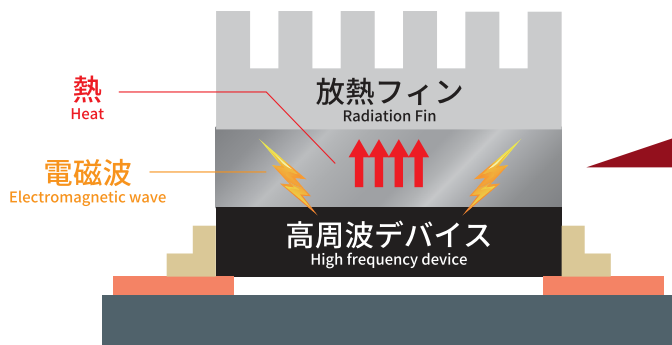 放熱フィン
Radiation Fin
熱
Heat
電磁波
Electromagnetic wave
高周波デバイス
High frequency device